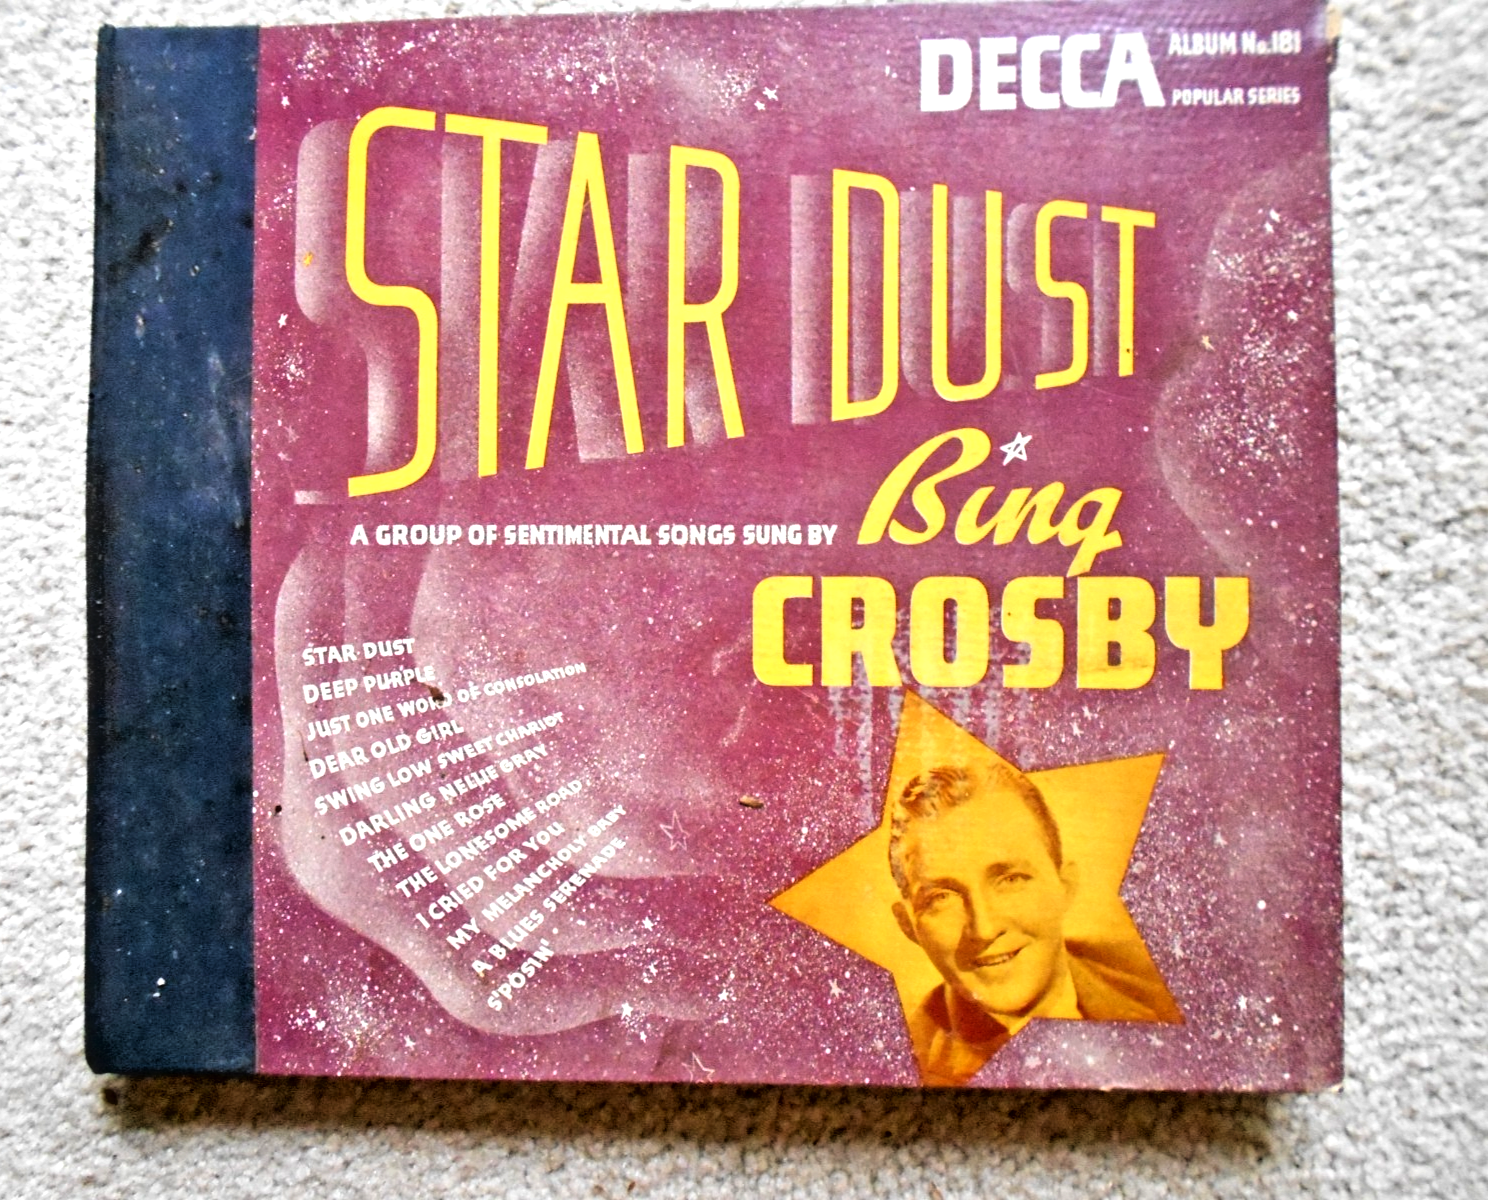 DECCA ALBUM No.181
POPULAR SERIES
STAR DUST
A GROUP OF SENTIMENTAL SONGS SUNG BY Bing
CROSBY
STAR DUST
DEEP PURPLE
JUST ONE WORD OF CONSOLATION
DEAR OLD GIRL
SWING LOW SWEET CHARIOT
DARLING NELLIE GRAY
THE ONE ROSE
THE LONESOME ROAD
I CRIED FOR YOU
MY MELANCHOLY BABY
A BLUES SERENADE
S'POSIN'